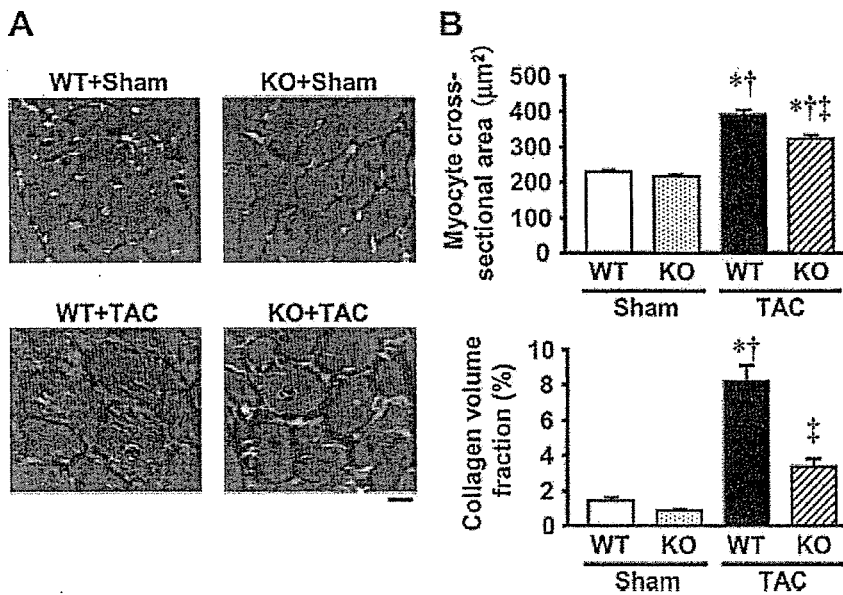 A
WT+Sham
KO+Sham
WT+TAC
KO+TAC
B
Myocyte cross-
sectional area (µm²)
500
400
300
200
100
0
*†
*†‡
WT
KO
WT
KO
Sham
TAC
Collagen volume
fraction (%)
10
8
6
4
2
0
*†
‡
WT
KO
WT
KO
Sham
TAC